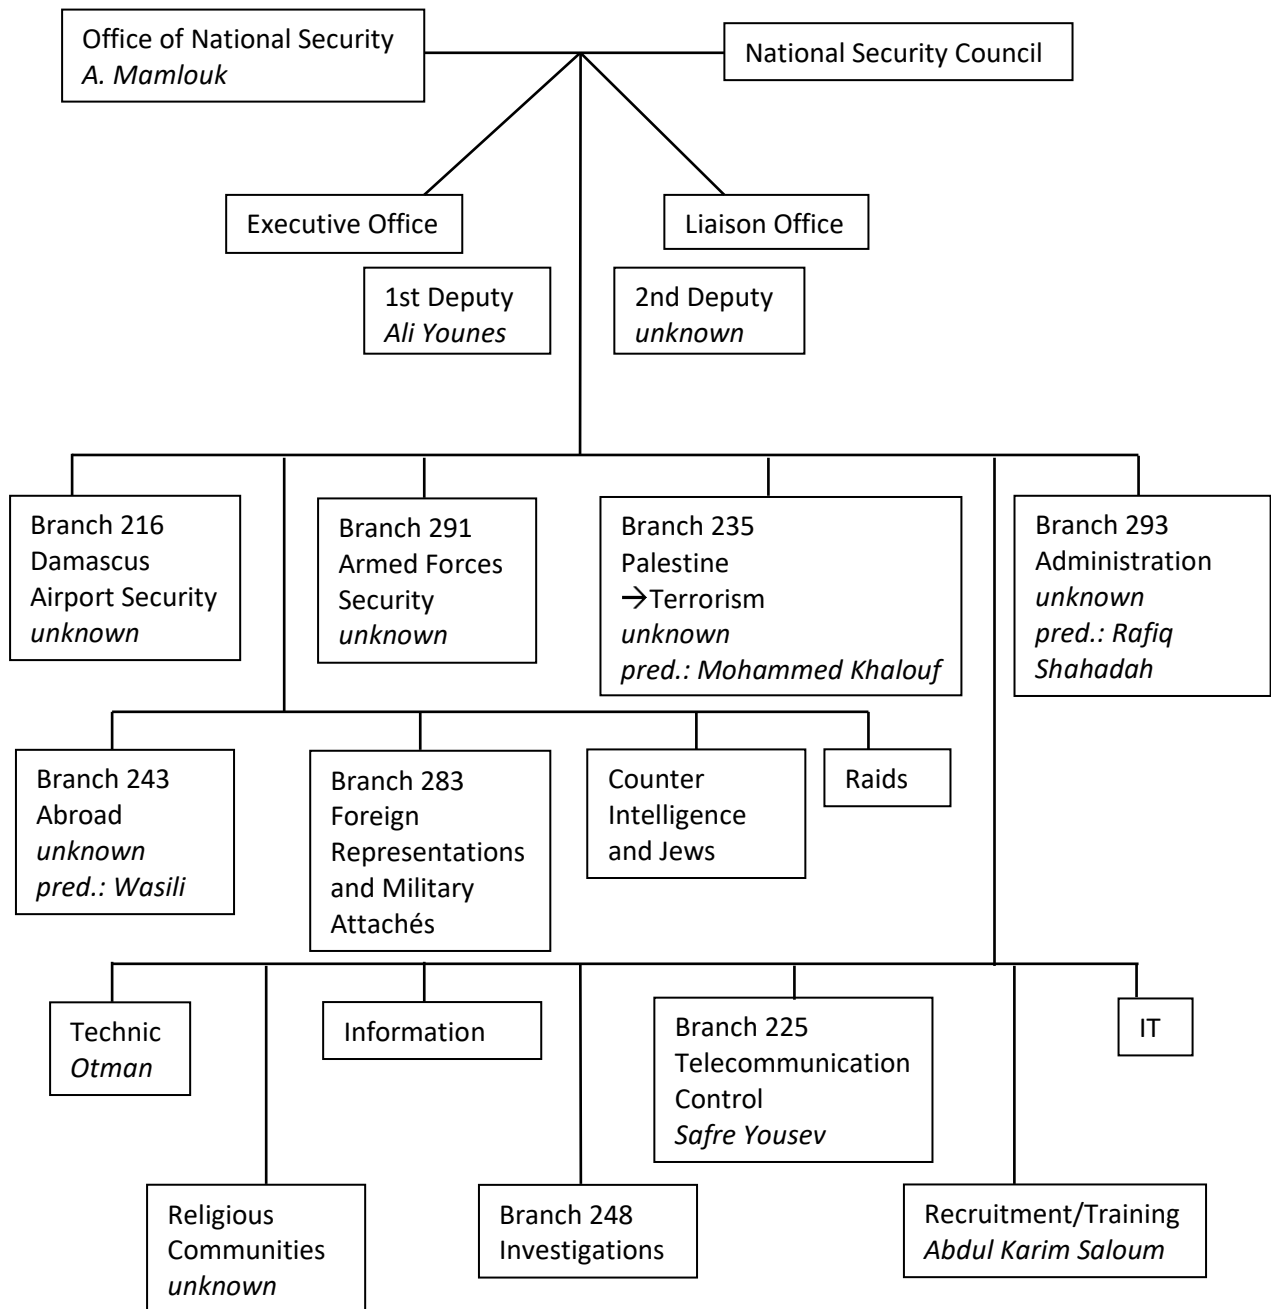 Office of National Security
A. Mamlouk
National Security Council
Executive Office
Liaison Office
1st Deputy
Ali Younes
2nd Deputy
unknown
Branch 216
Damascus
Airport Security
unknown
Branch 291
Armed Forces
Security
unknown
Branch 235
Palestine
→Terrorism
unknown
pred.: Mohammed Khalouf
Branch 293
Administration
unknown
pred.: Rafiq
Shahadah
Branch 243
Abroad
unknown
pred.: Wasili
Branch 283
Foreign
Representations
and Military
Attachés
Counter
Intelligence
and Jews
Raids
Technic
Otman
Information
Branch 225
Telecommunication
Control
Safre Yousev
IT
Religious
Communities
unknown
Branch 248
Investigations
Recruitment/Training
Abdul Karim Saloum